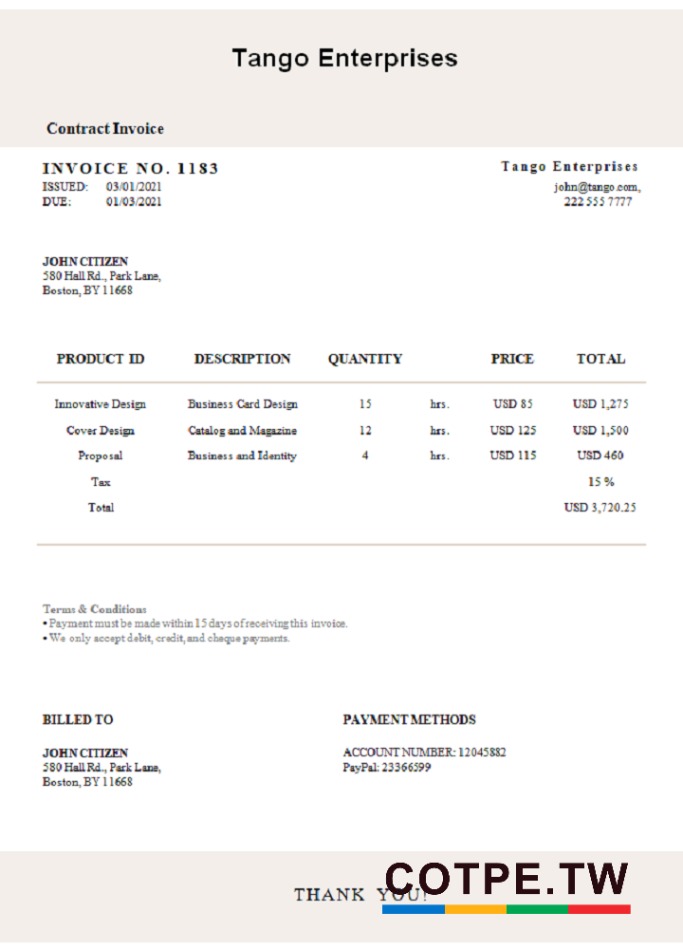 Tango Enterprises
Contract Invoice
INVOICE NO. 1183
ISSUED: 03/01/2021
DUE: 01/03/2021
Tango Enterprises
john@tango.com,
222 555 7777
JOHN CITIZEN
580 Hall Rd., Park Lane,
Boston, BY 11668
PRODUCT ID DESCRIPTION QUANTITY PRICE TOTAL
Innovative Design Business Card Design 15 hrs. USD 85 USD 1,275
Cover Design Catalog and Magazine 12 hrs. USD 125 USD 1,500
Proposal Business and Identity 4 hrs. USD 115 USD 460
Tax 15 %
Total USD 3,720.25
Terms & Conditions
• Payment must be made within 15 days of receiving this invoice.
• We only accept debit, credit, and cheque payments.
BILLED TO
JOHN CITIZEN
580 Hall Rd., Park Lane,
Boston, BY 11668
PAYMENT METHODS
ACCOUNT NUMBER: 12045882
PayPal: 23366599
THANK YOU!
COTPE.TW